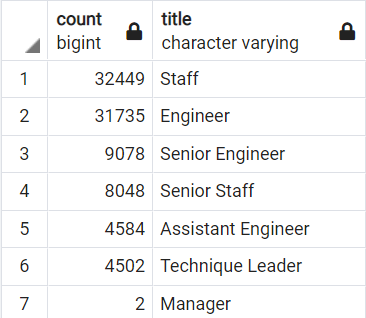 count title
bigint character varying
1 32449 Staff
2 31735 Engineer
3 9078 Senior Engineer
4 8048 Senior Staff
5 4584 Assistant Engineer
6 4502 Technique Leader
7 2 Manager